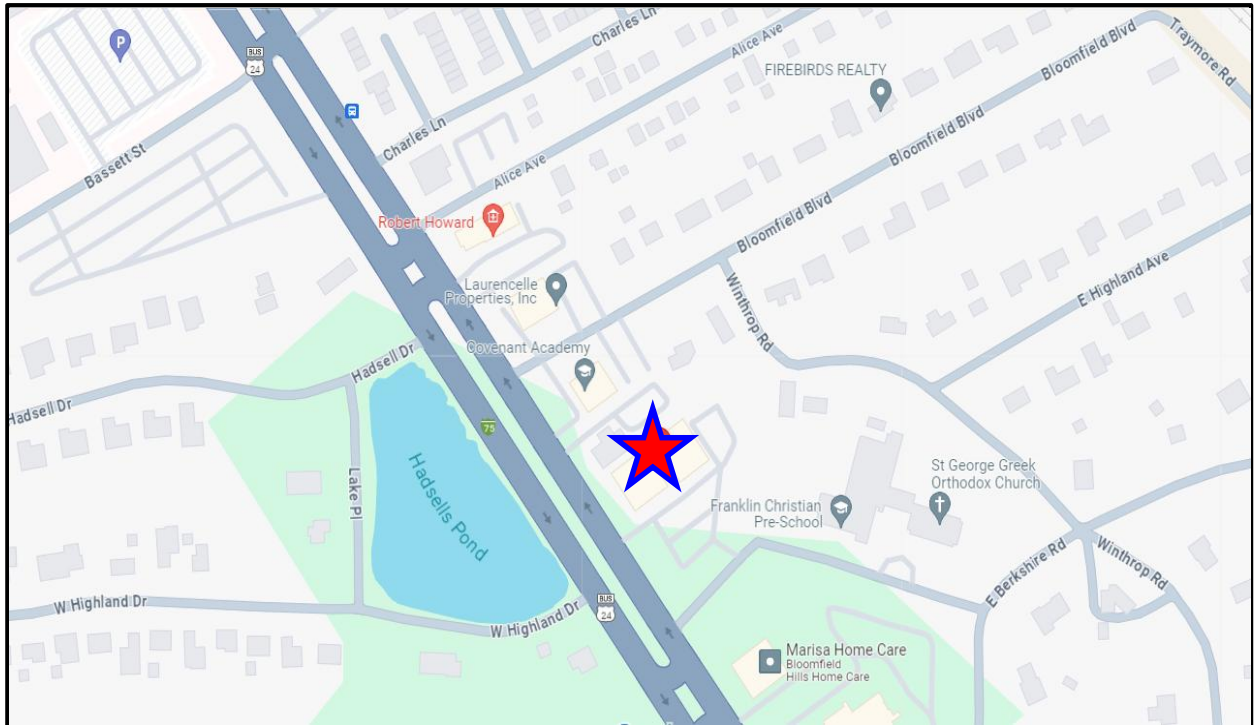 P
BUS
24
Charles Ln
Alice Ave
Bloomfield Blvd
Traymore Rd
FIREBIRDS REALTY
Bassett St
Charles Ln
Alice Ave
Bloomfield Blvd
Robert Howard
Bloomfield Blvd
Laurencelle
Properties, Inc
Winthrop Rd
E Highland Ave
Covenant Academy
Hadsell Dr
Hadsell Dr
75
Lake Pl
Hadsells Pond
St George Greek
Orthodox Church
Franklin Christian
Pre-School
E Berkshire Rd
Winthrop Rd
W Highland Dr
W Highland Dr
BUS
24
Marisa Home Care
Bloomfield
Hills Home Care